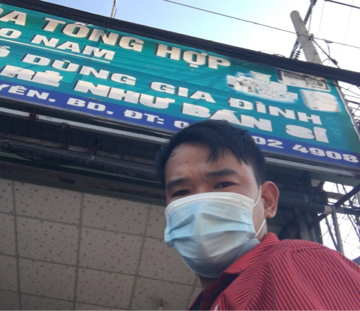 A TỔNG HỢP
O NAM
DÙNG GIA ĐÌNH
RẺ NHƯ BÁN SỈ
YÊN, BD, ĐT: 0 02 4908